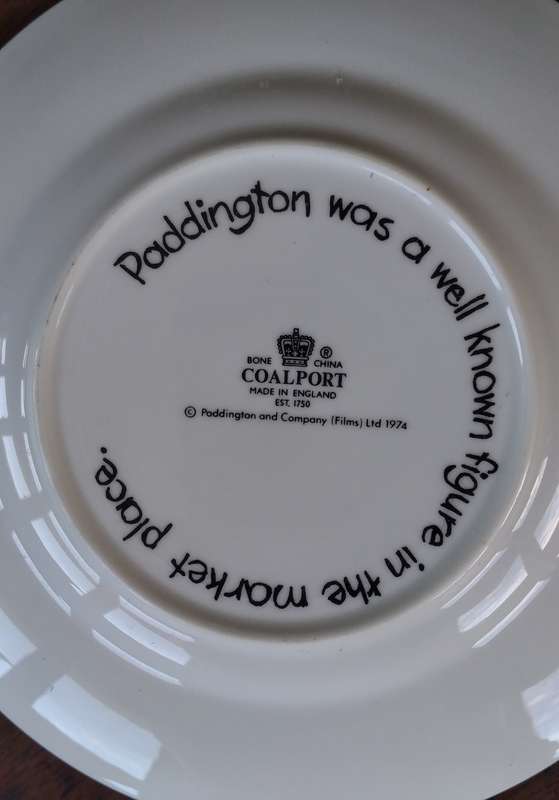 Paddington was a well known figure in the market place.
BONE ® CHINA
COALPORT
MADE IN ENGLAND
EST. 1750
© Paddington and Company (Films) Ltd 1974